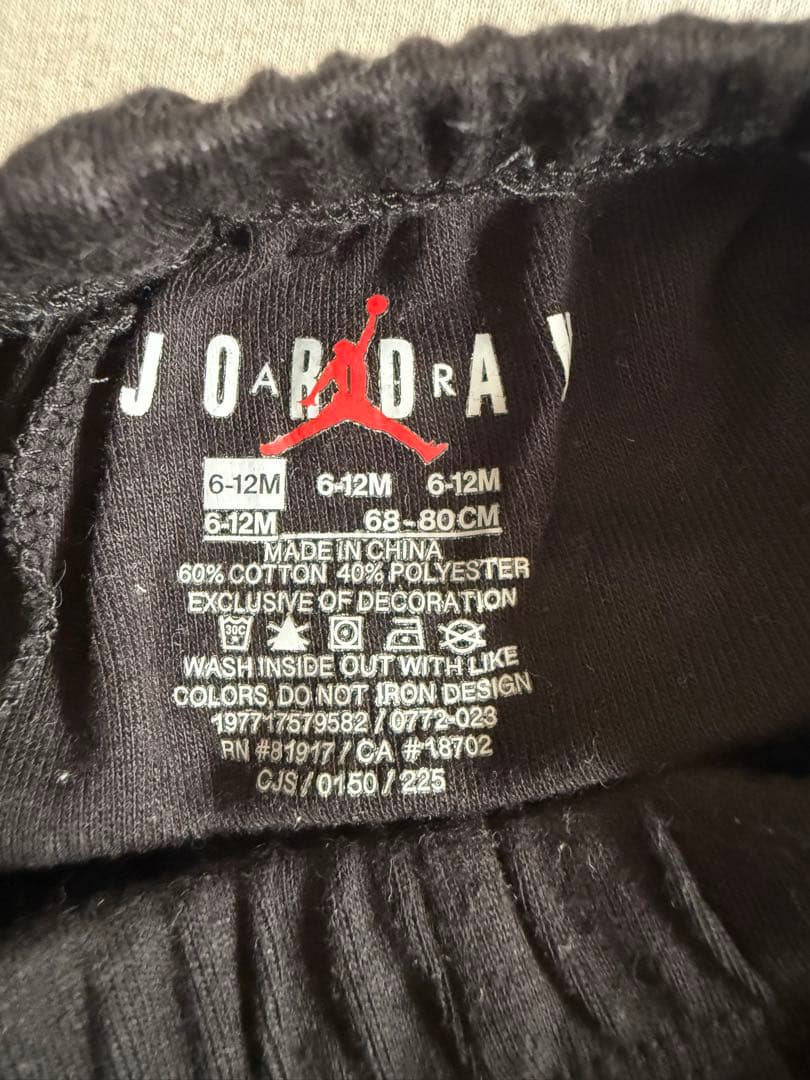 JORDAN
AIR
6-12M 6-12M 6-12M
6-12M 68-80CM
MADE IN CHINA
60% COTTON 40% POLYESTER
EXCLUSIVE OF DECORATION
30C
WASH INSIDE OUT WITH LIKE
COLORS, DO NOT IRON DESIGN
197717579582 / 0772-023
RN #81917 / CA #18702
CJS / 0150 / 225